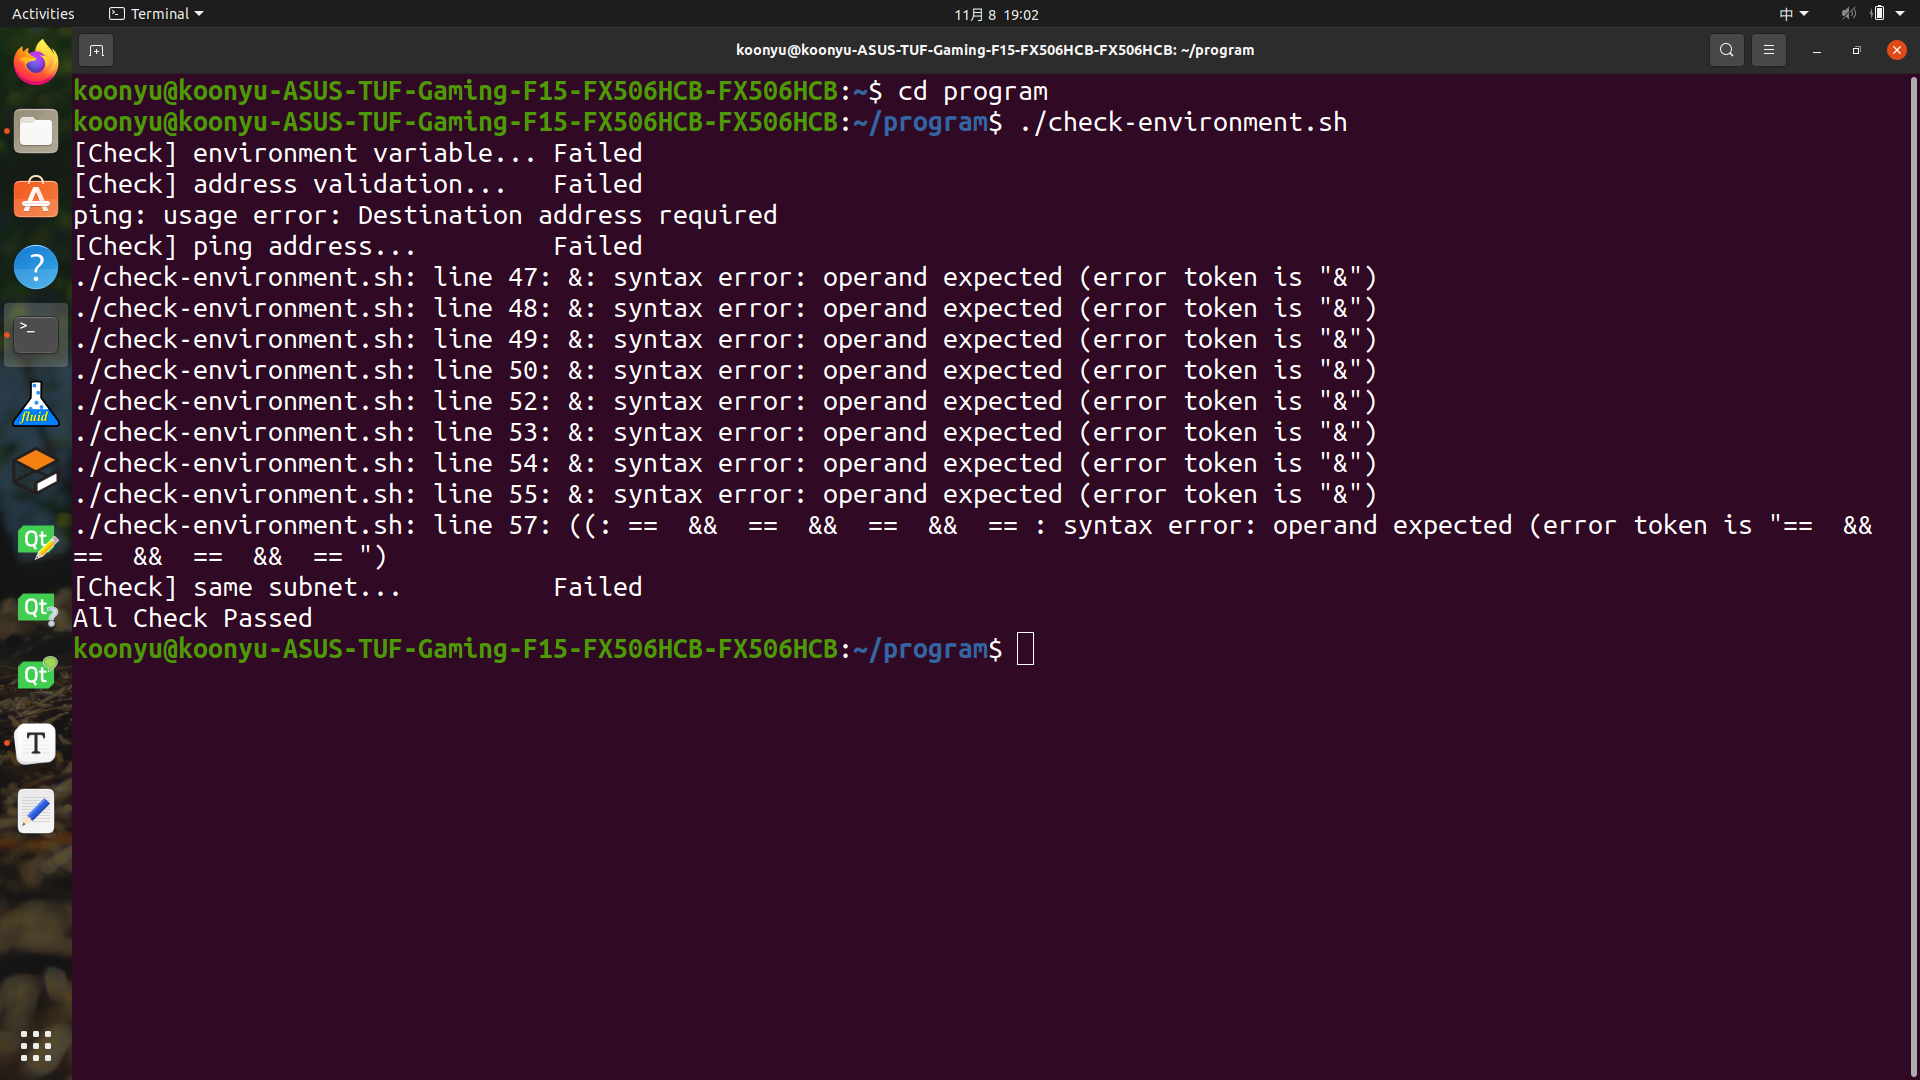 Activities Terminal 11月 8 19:02 中
koonyu@koonyu-ASUS-TUF-Gaming-F15-FX506HCB-FX506HCB: ~/program
koonyu@koonyu-ASUS-TUF-Gaming-F15-FX506HCB-FX506HCB:~$ cd program
koonyu@koonyu-ASUS-TUF-Gaming-F15-FX506HCB-FX506HCB:~/program$ ./check-environment.sh
[Check] environment variable... Failed
[Check] address validation...   Failed
ping: usage error: Destination address required
[Check] ping address...         Failed
./check-environment.sh: line 47: &: syntax error: operand expected (error token is "&")
./check-environment.sh: line 48: &: syntax error: operand expected (error token is "&")
./check-environment.sh: line 49: &: syntax error: operand expected (error token is "&")
./check-environment.sh: line 50: &: syntax error: operand expected (error token is "&")
./check-environment.sh: line 52: &: syntax error: operand expected (error token is "&")
./check-environment.sh: line 53: &: syntax error: operand expected (error token is "&")
./check-environment.sh: line 54: &: syntax error: operand expected (error token is "&")
./check-environment.sh: line 55: &: syntax error: operand expected (error token is "&")
./check-environment.sh: line 57: ((: ==  &&  ==  &&  ==  &&  == : syntax error: operand expected (error token is "==  &&
==  &&  ==  &&  == ")
[Check] same subnet...          Failed
All Check Passed
koonyu@koonyu-ASUS-TUF-Gaming-F15-FX506HCB-FX506HCB:~/program$
A
?
>_
fluid
Qt
Qt ?
Qt
T